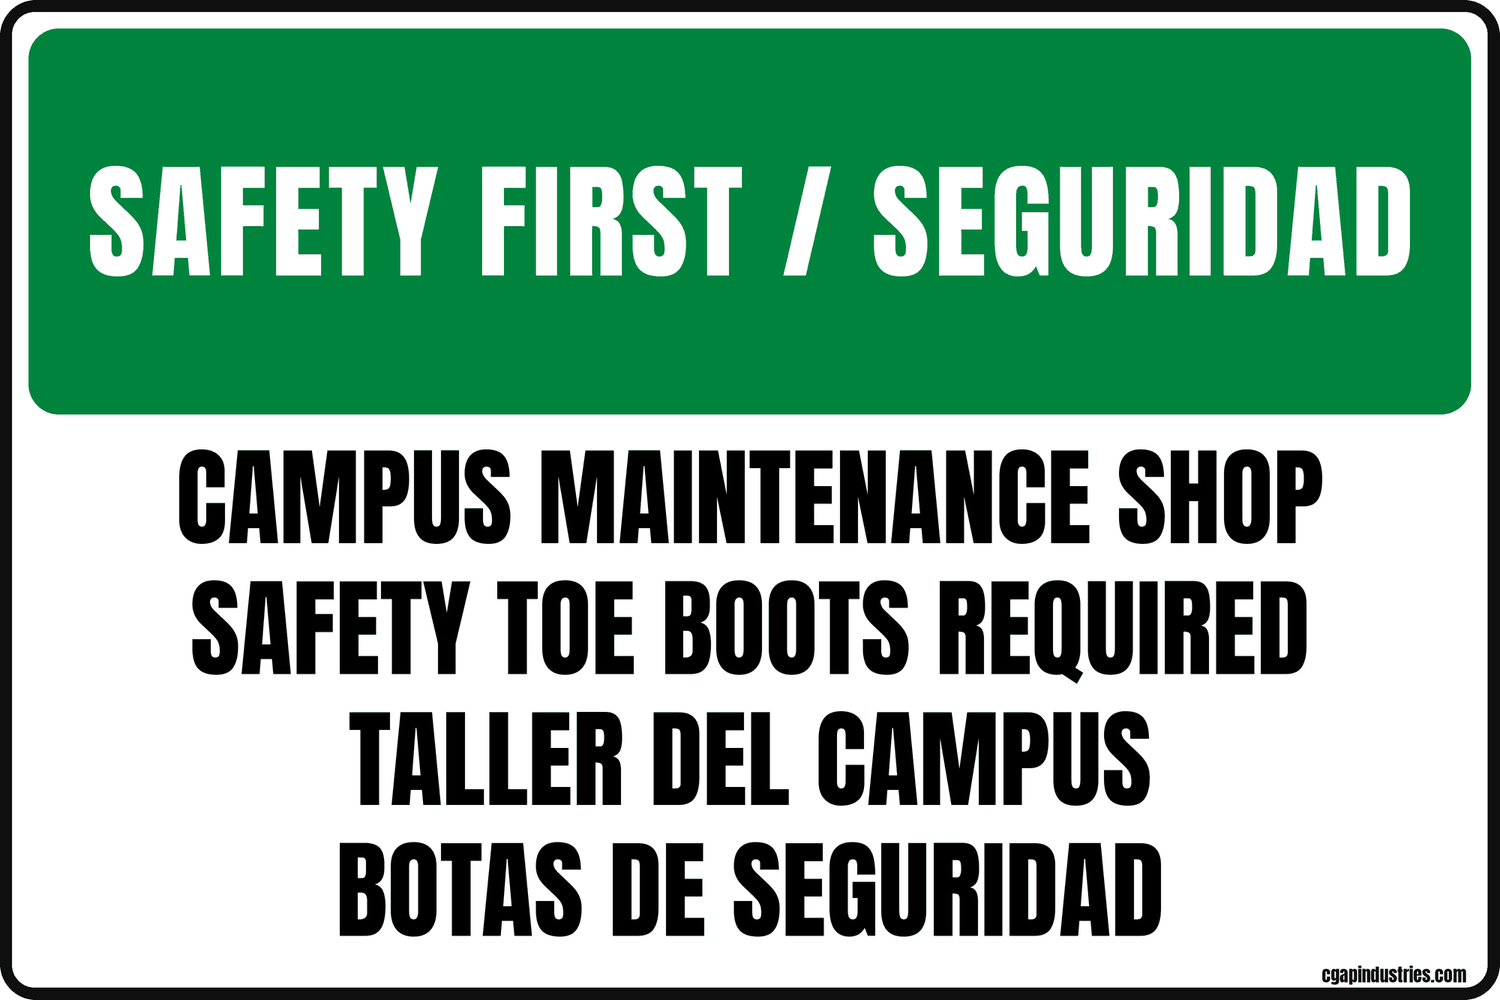 SAFETY FIRST / SEGURIDAD
CAMPUS MAINTENANCE SHOP
SAFETY TOE BOOTS REQUIRED
TALLER DEL CAMPUS
BOTAS DE SEGURIDAD
cgapindustries.com